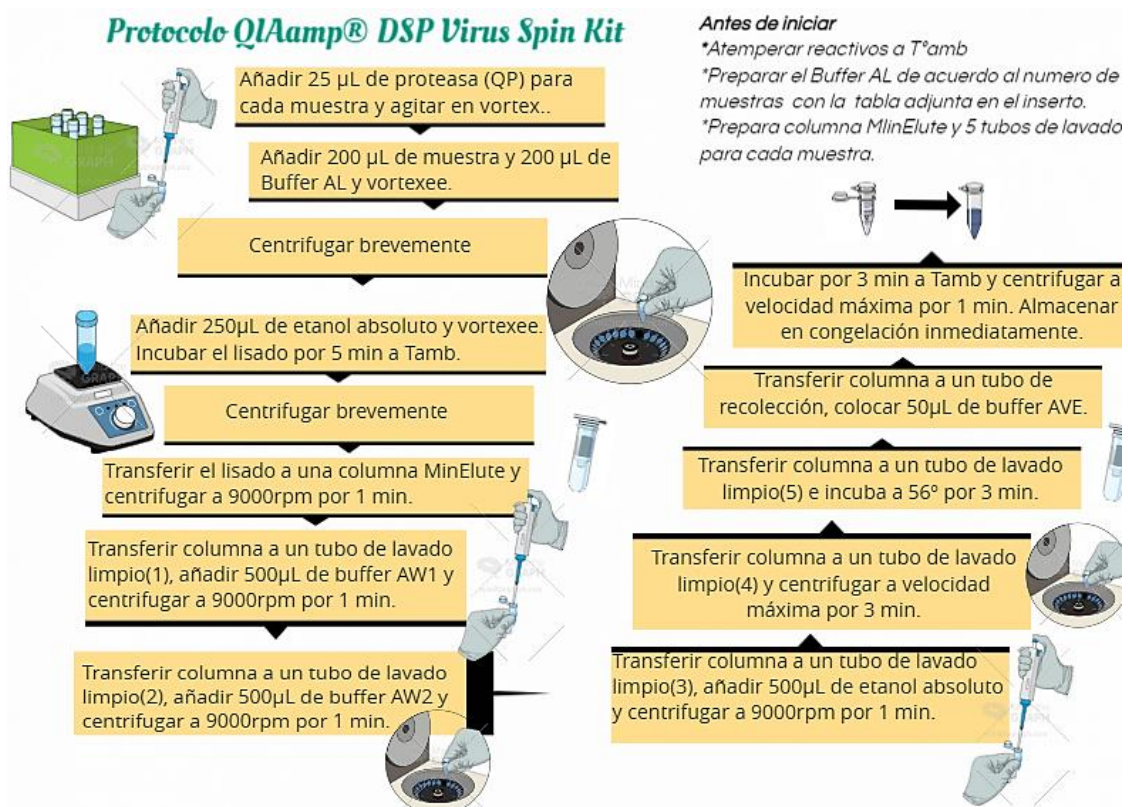 Protocolo QIAamp® DSP Virus Spin Kit
Antes de iniciar
*Atemperar reactivos a T°amb
*Preparar el Buffer AL de acuerdo al numero de
muestras con la tabla adjunta en el inserto.
*Prepara columna MlinElute y 5 tubos de lavado
para cada muestra.
Añadir 25 µL de proteasa (QP) para
cada muestra y agitar en vortex..
Añadir 200 µL de muestra y 200 µL de
Buffer AL y vortexee.
Centrifugar brevemente
Añadir 250µL de etanol absoluto y vortexee.
Incubar el lisado por 5 min a Tamb.
Centrifugar brevemente
Transferir el lisado a una columna MinElute y
centrifugar a 9000rpm por 1 min.
Transferir columna a un tubo de lavado
limpio(1), añadir 500µL de buffer AW1 y
centrifugar a 9000rpm por 1 min.
Transferir columna a un tubo de lavado
limpio(2), añadir 500µL de buffer AW2 y
centrifugar a 9000rpm por 1 min.
Transferir columna a un tubo de lavado
limpio(3), añadir 500µL de etanol absoluto
y centrifugar a 9000rpm por 1 min.
Transferir columna a un tubo de lavado
limpio(4) y centrifugar a velocidad
máxima por 3 min.
Transferir columna a un tubo de lavado
limpio(5) e incuba a 56º por 3 min.
Transferir columna a un tubo de
recolección, colocar 50µL de buffer AVE.
Incubar por 3 min a Tamb y centrifugar a
velocidad máxima por 1 min. Almacenar
en congelación inmediatamente.